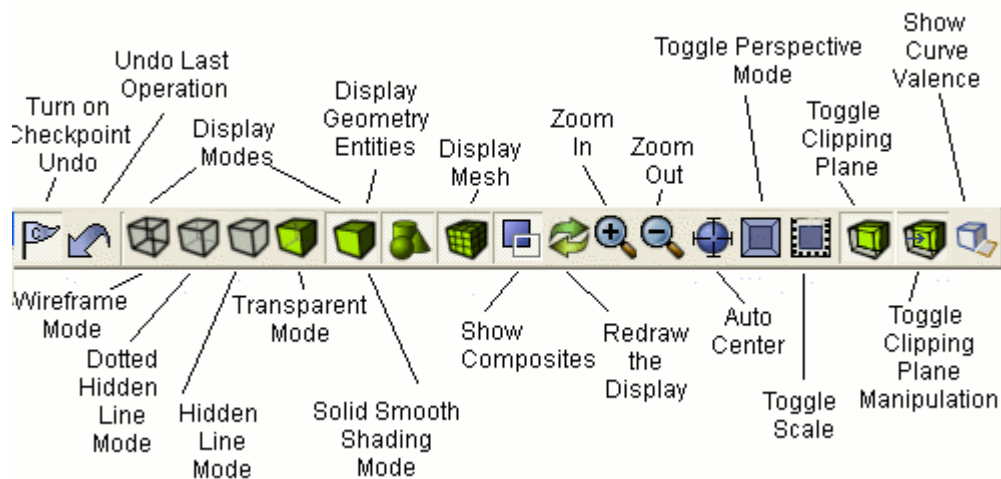 Turn on
Checkpoint
Undo
Undo Last
Operation
Display
Modes
Display
Geometry
Entities
Display
Mesh
Zoom
In
Zoom
Out
Toggle Perspective
Mode
Toggle
Clipping
Plane
Show
Curve
Valence
Wireframe
Mode
Dotted
Hidden
Line
Mode
Hidden
Line
Mode
Transparent
Mode
Solid Smooth
Shading
Mode
Show
Composites
Redraw
the
Display
Auto
Center
Toggle
Scale
Toggle
Clipping
Plane
Manipulation